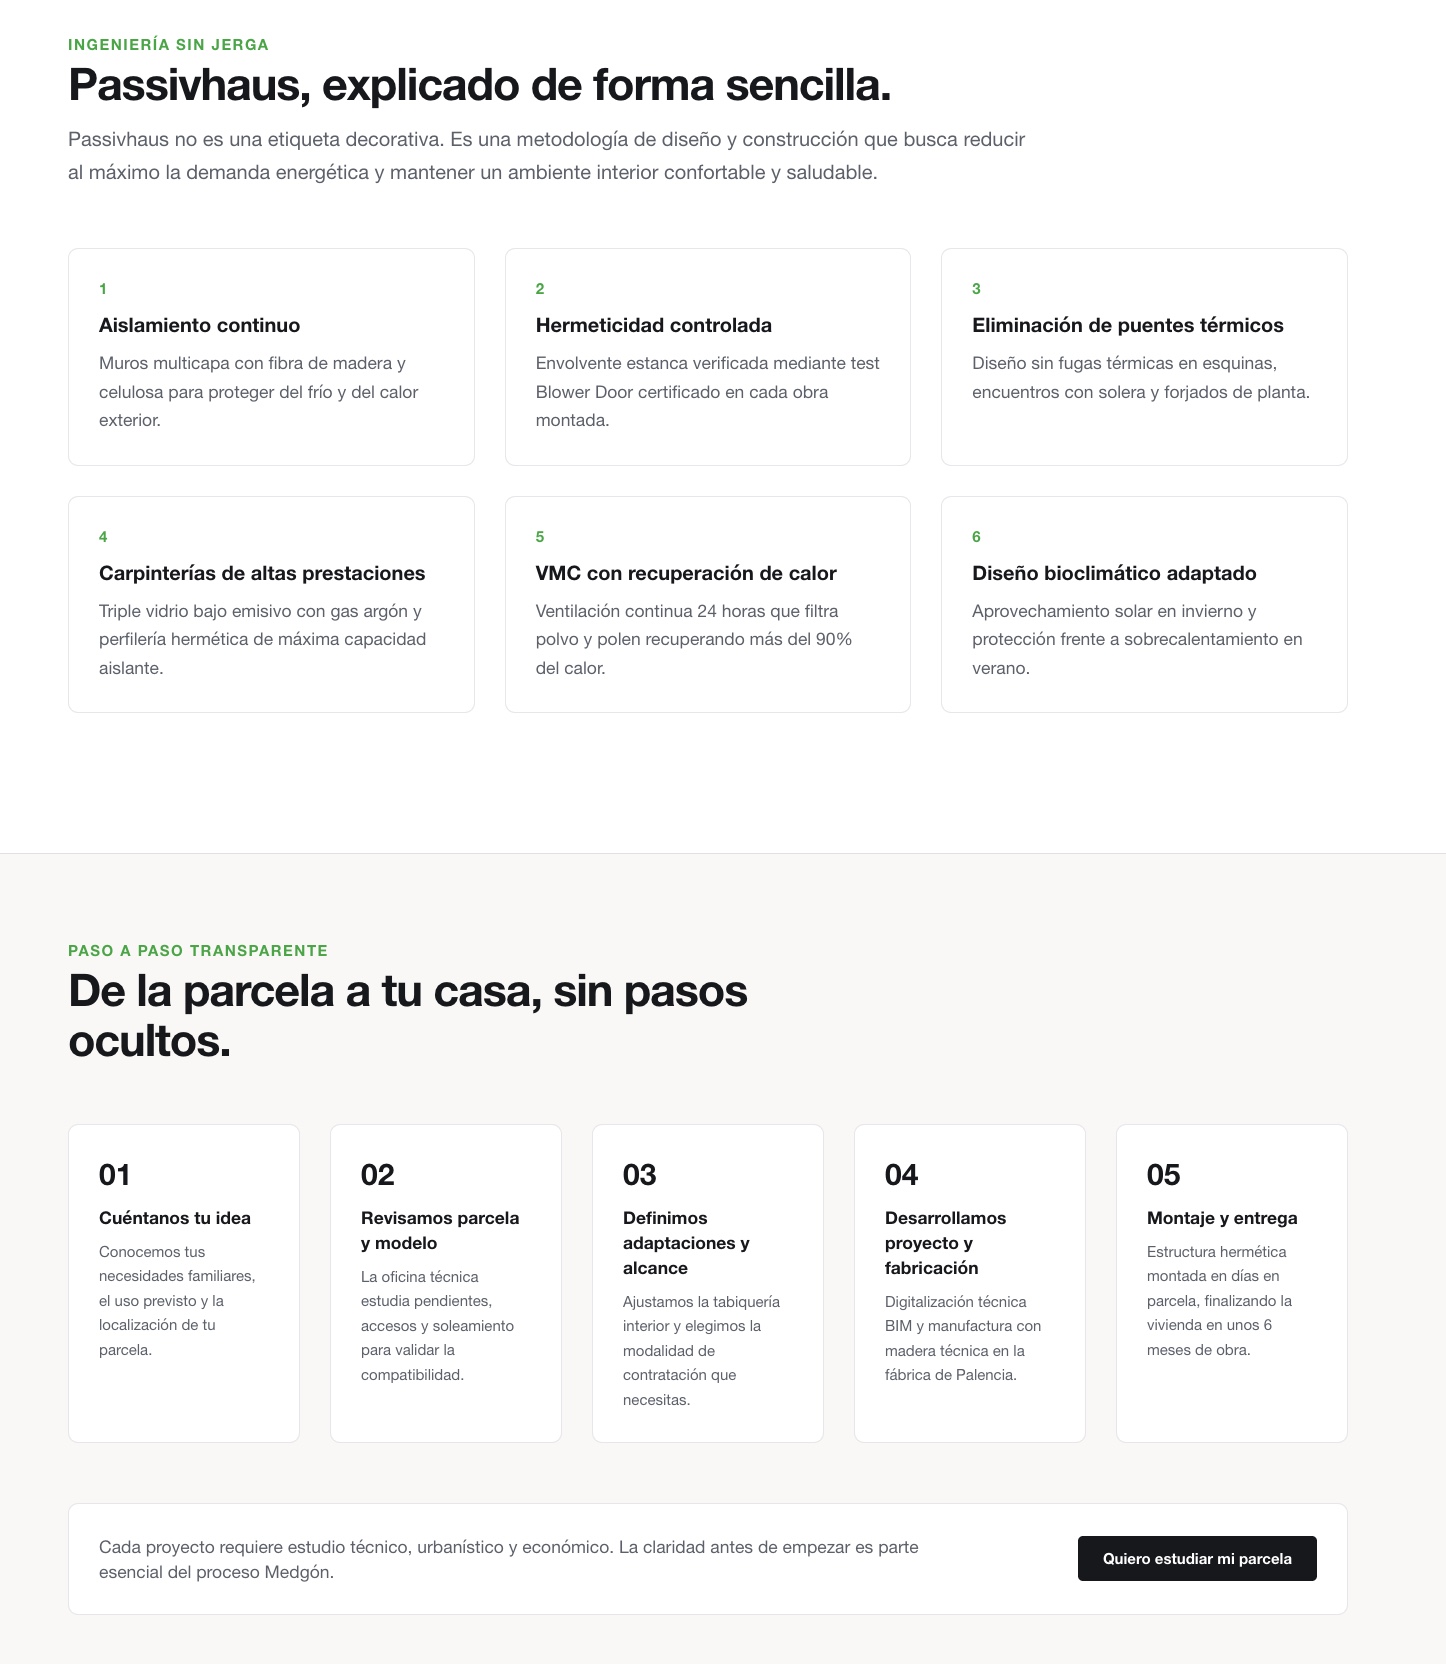 INGENIERÍA SIN JERGA
Passivhaus, explicado de forma sencilla.
Passivhaus no es una etiqueta decorativa. Es una metodología de diseño y construcción que busca reducir
al máximo la demanda energética y mantener un ambiente interior confortable y saludable.
1
Aislamiento continuo
Muros multicapa con fibra de madera y
celulosa para proteger del frío y del calor
exterior.
2
Hermeticidad controlada
Envolvente estanca verificada mediante test
Blower Door certificado en cada obra
montada.
3
Eliminación de puentes térmicos
Diseño sin fugas térmicas en esquinas,
encuentros con solera y forjados de planta.
4
Carpinterías de altas prestaciones
Triple vidrio bajo emisivo con gas argón y
perfilería hermética de máxima capacidad
aislante.
5
VMC con recuperación de calor
Ventilación continua 24 horas que filtra
polvo y polen recuperando más del 90%
del calor.
6
Diseño bioclimático adaptado
Aprovechamiento solar en invierno y
protección frente a sobrecalentamiento en
verano.
PASO A PASO TRANSPARENTE
De la parcela a tu casa, sin pasos
ocultos.
01
Cuéntanos tu idea
Conocemos tus
necesidades familiares,
el uso previsto y la
localización de tu
parcela.
02
Revisamos parcela
y modelo
La oficina técnica
estudia pendientes,
accesos y soleamiento
para validar la
compatibilidad.
03
Definimos
adaptaciones y
alcance
Ajustamos la tabiquería
interior y elegimos la
modalidad de
contratación que
necesitas.
04
Desarrollamos
proyecto y
fabricación
Digitalización técnica
BIM y manufactura con
madera técnica en la
fábrica de Palencia.
05
Montaje y entrega
Estructura hermética
montada en días en
parcela, finalizando la
vivienda en unos 6
meses de obra.
Cada proyecto requiere estudio técnico, urbanístico y económico. La claridad antes de empezar es parte
esencial del proceso Medgón.
Quiero estudiar mi parcela